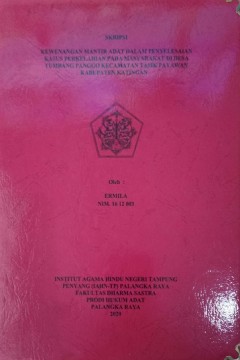 SKRIPSI
KEWENANGAN MANTIR ADAT DALAM PENYELESAIAN
KASUS PERKELAHIAN PADA MASYARAKAT DI DESA
TUMBANG PANGGO KECAMATAN TASIK PAYAWAN
KABUPATEN KATINGAN
Oleh :
ERMILA
NIM. 16 13 003
INSTITUT AGAMA HINDU NEGERI TAMPUNG
PENYANG (IAHN-TP) PALANGKA RAYA
FAKULTAS DHARMA SASTRA
PRODI HUKUM ADAT
PALANGKA RAYA
2020